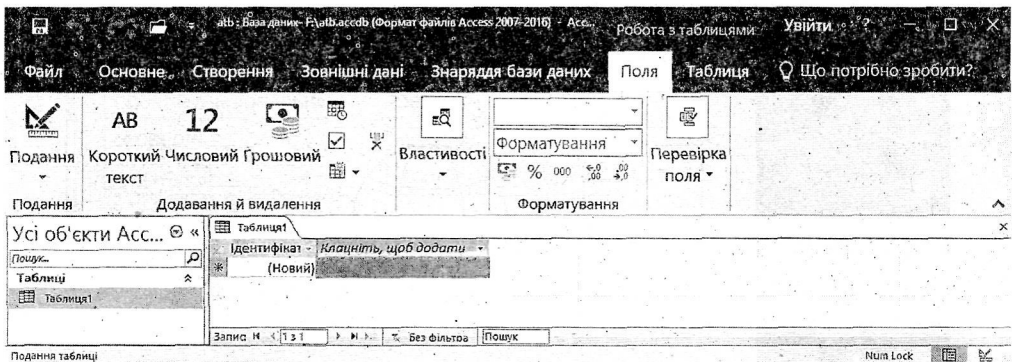 atb : База даних- F:\atb.accdb (Формат файлів Access 2007-2016) - Acc...
Робота з таблицями
Увійти
?
Файл Основне Створення Зовнішні дані Знаряддя бази даних Поля Таблиця Що потрібно зробити?
Подання
АВ
Короткий текст
12
Числовий
Грошовий
Властивості
Форматування
% 000
Перевірка поля
Подання
Додавання й видалення
Форматування
Усі об'єкти Acc...
Пошук...
Таблиці
Таблиця1
Таблиця1
Ідентифікат
Клацніть, щоб додати
(Новий)
Запис
1 з 1
Без фільтра
Пошук
Подання таблиці
Num Lock